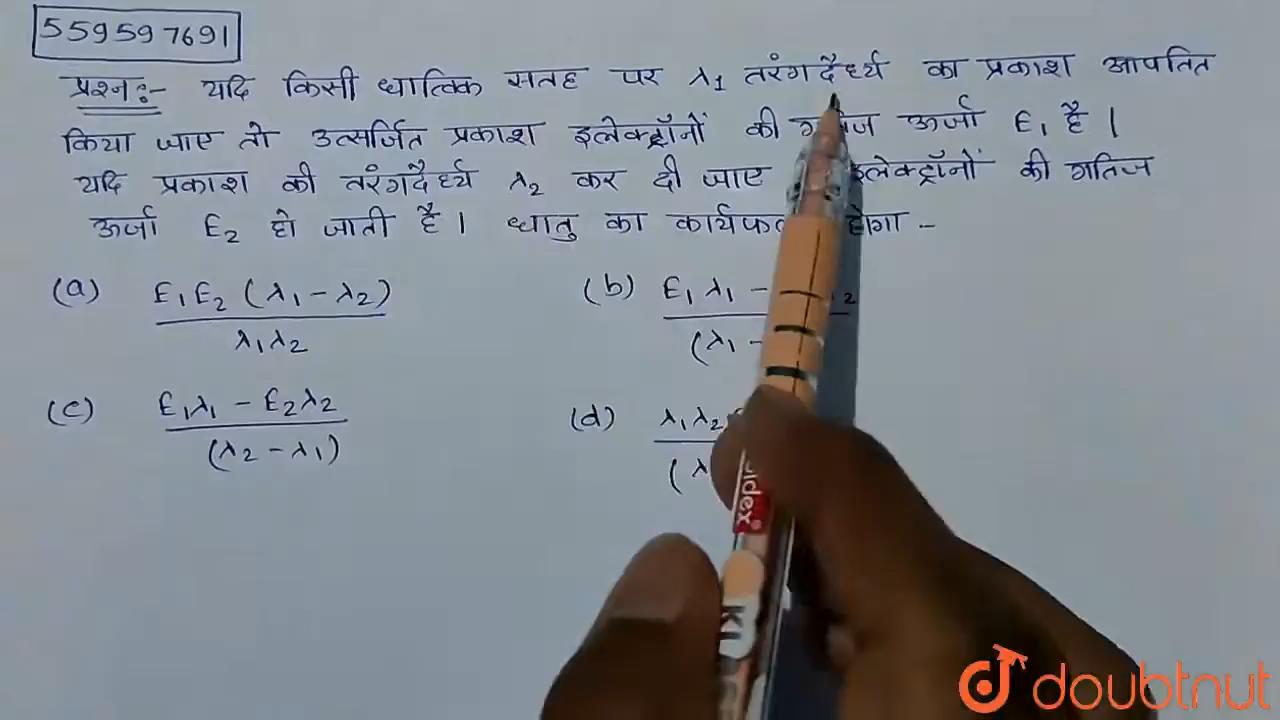 559597691
प्रश्न:- यदि किसी धात्विक सतह पर λ1 तरंगदैर्ध्य का प्रकाश आपतित
किया जाए तो उत्सर्जित प्रकाश इलेक्ट्रॉनों की ऊर्जा E1 है।
यदि प्रकाश की तरंगदैर्ध्य λ2 कर दी जाए इलेक्ट्रॉनों की गतिज
ऊर्जा E2 हो जाती है। धातु का होगा -
(a) E1E2 (λ1-λ2)
λ1λ2
(b) E1λ1 -
(λ1 -
(c) E1λ1 - E2λ2
(λ2-λ1)
(d) λ1λ2
(λ
doubtnut